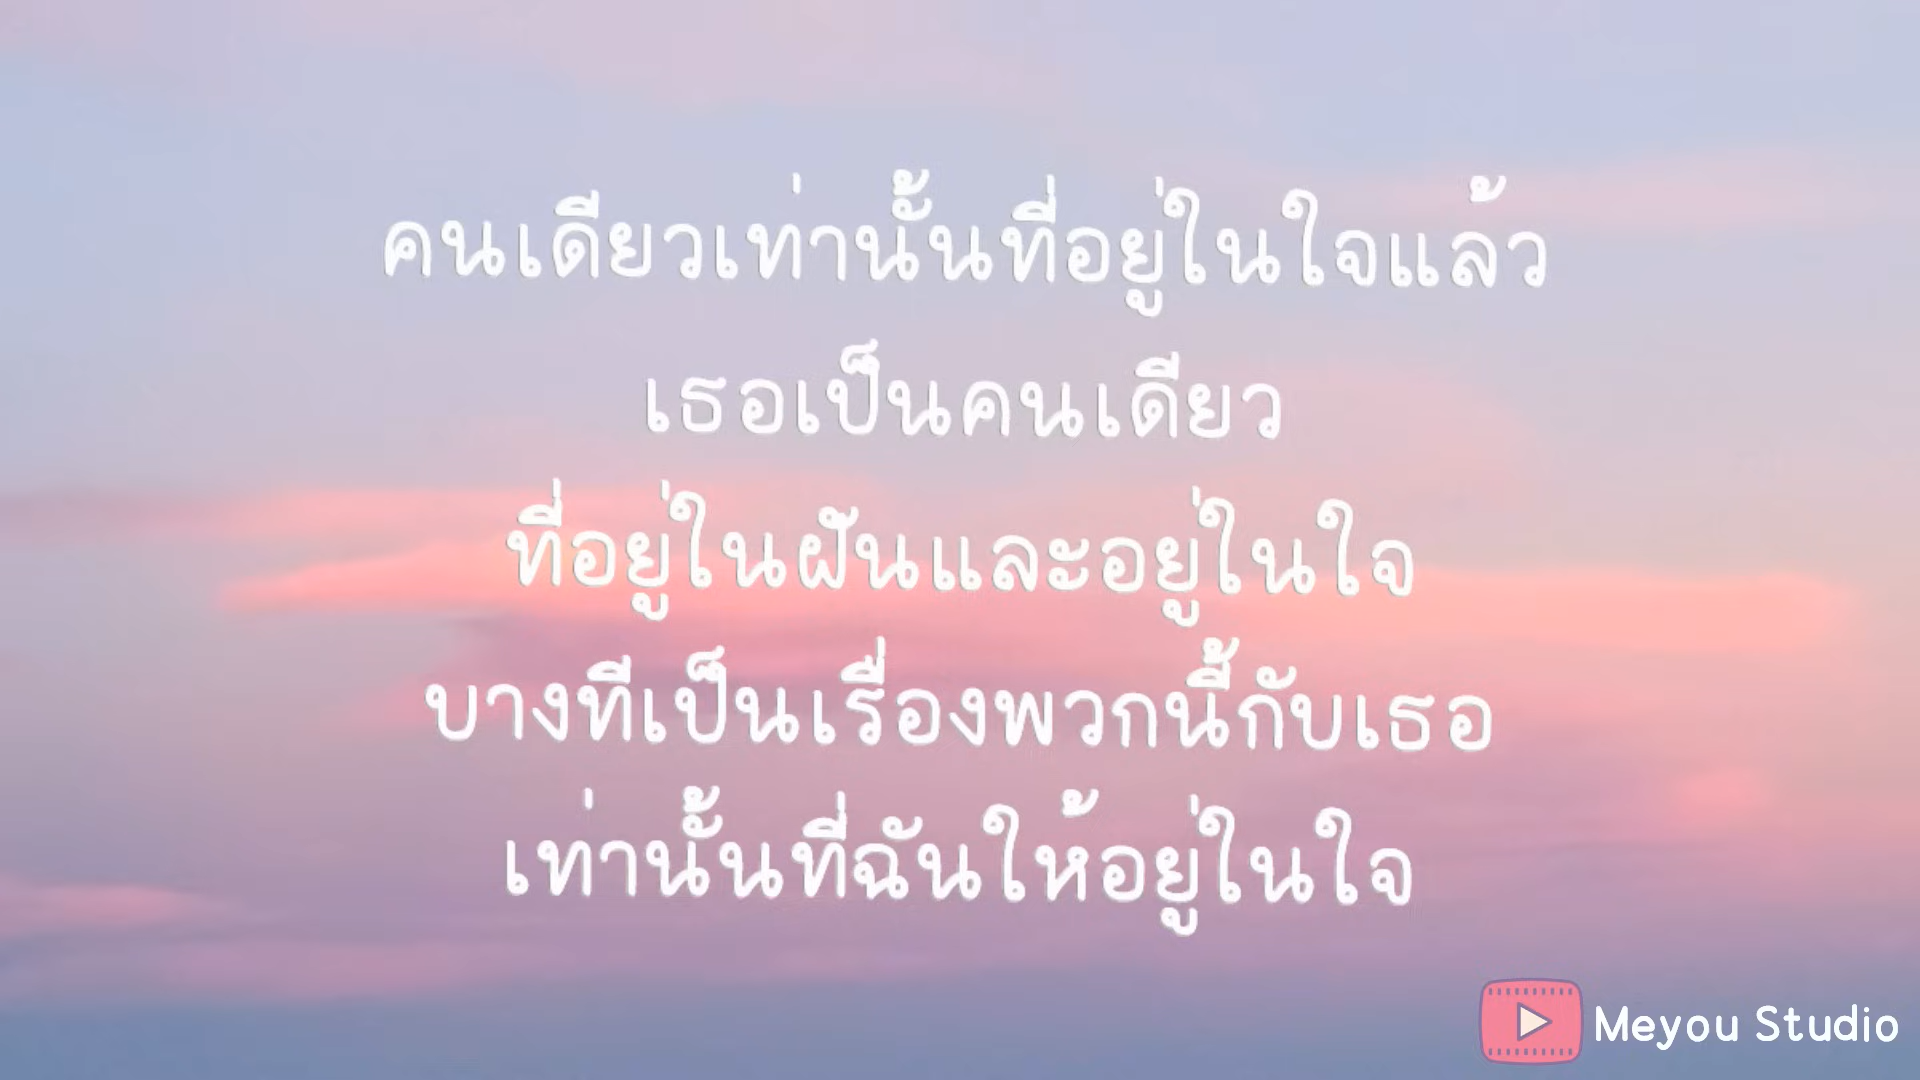 คนเดียวเท่านั้นที่อยู่ในใจแล้ว
เธอเป็นคนเดียว
ที่อยู่ในฝันและอยู่ในใจ
บางทีเป็นเรื่องพวกนี้กับเธอ
เท่านั้นที่ฉันให้อยู่ในใจ
Meyou Studio